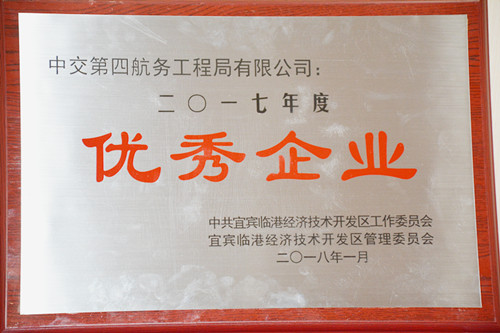 中交第四航务工程局有限公司：
二〇一七年度
优秀企业
中共宜宾临港经济技术开发区工作委员会
宜宾临港经济技术开发区管理委员会
二〇一八年一月